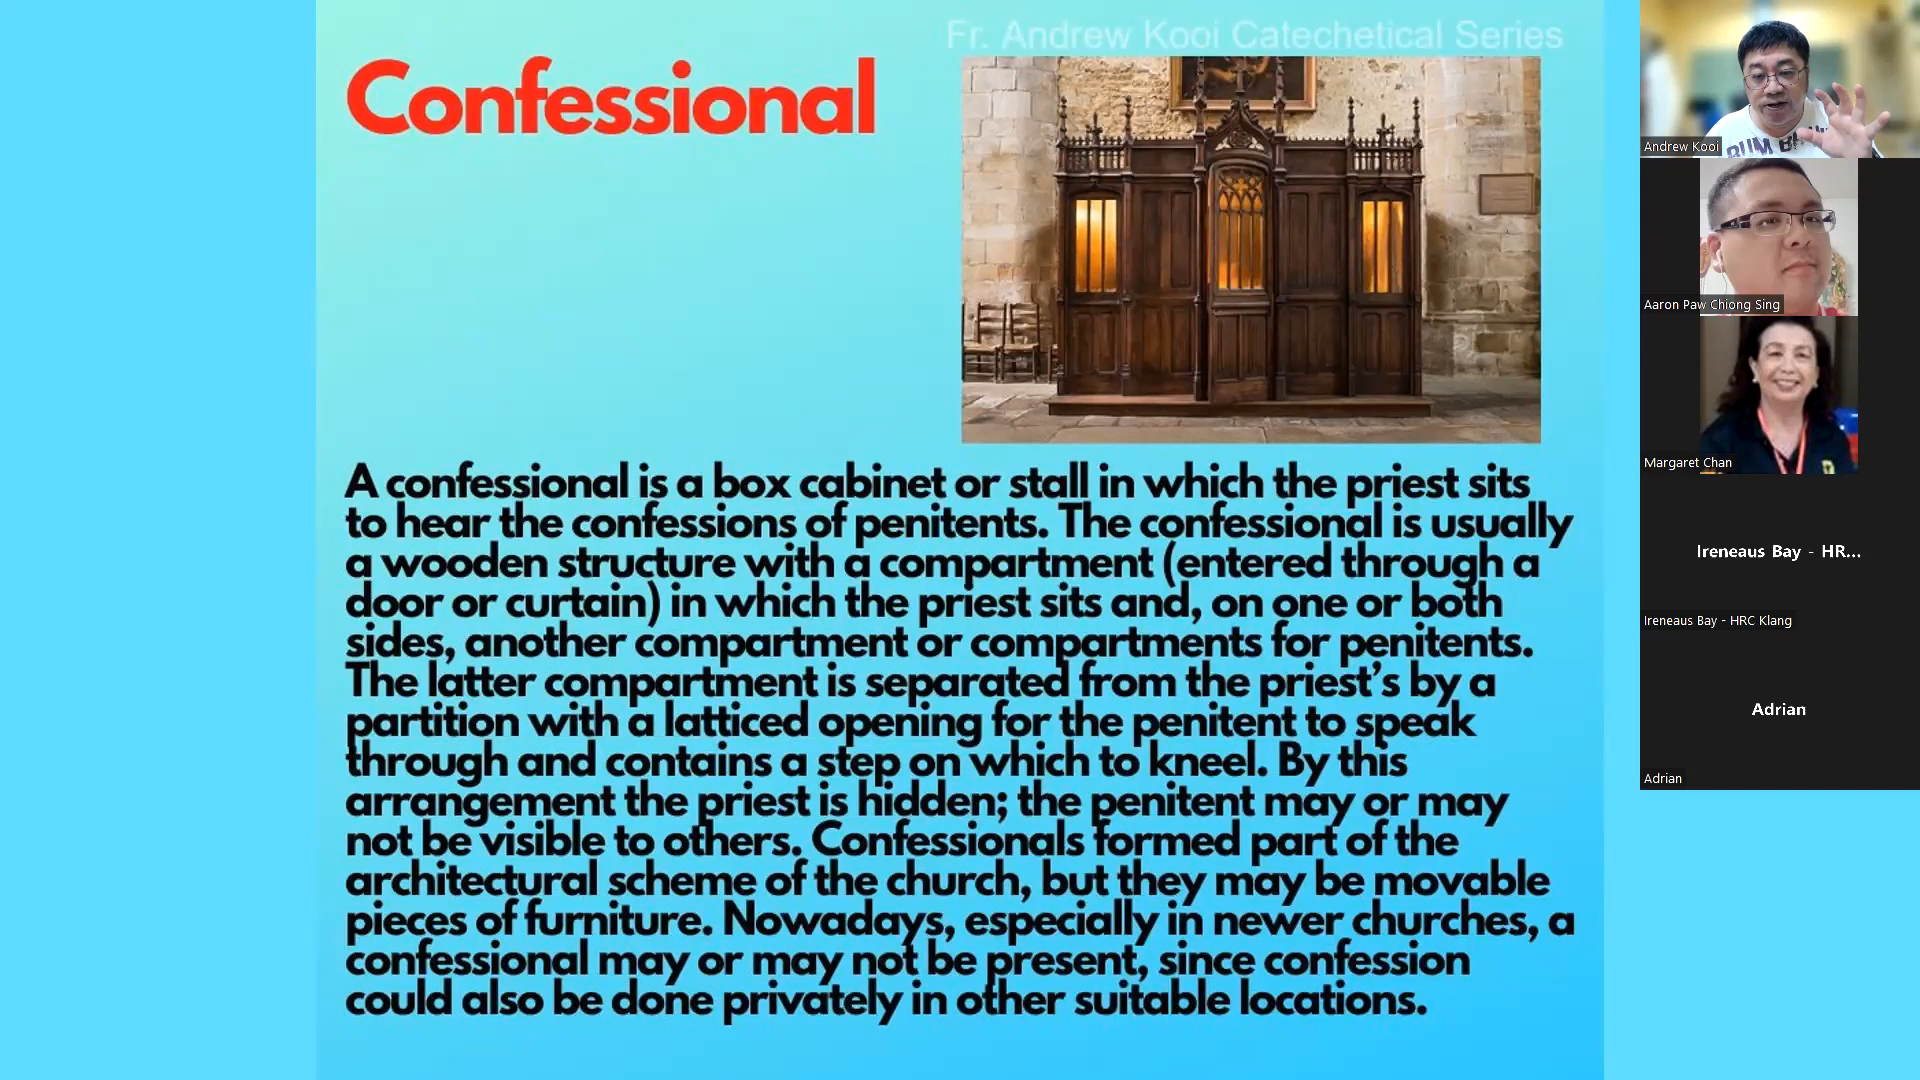 Fr. Andrew Kooi Catechetical Series
Confessional
A confessional is a box cabinet or stall in which the priest sits
to hear the confessions of penitents. The confessional is usually
a wooden structure with a compartment (entered through a
door or curtain) in which the priest sits and, on one or both
sides, another compartment or compartments for penitents.
The latter compartment is separated from the priest’s by a
partition with a latticed opening for the penitent to speak
through and contains a step on which to kneel. By this
arrangement the priest is hidden; the penitent may or may
not be visible to others. Confessionals formed part of the
architectural scheme of the church, but they may be movable
pieces of furniture. Nowadays, especially in newer churches, a
confessional may or may not be present, since confession
could also be done privately in other suitable locations.
Andrew Kooi
Aaron Paw Chiong Sing
Margaret Chan
Ireneaus Bay - HR...
Ireneaus Bay - HRC Klang
Adrian
Adrian